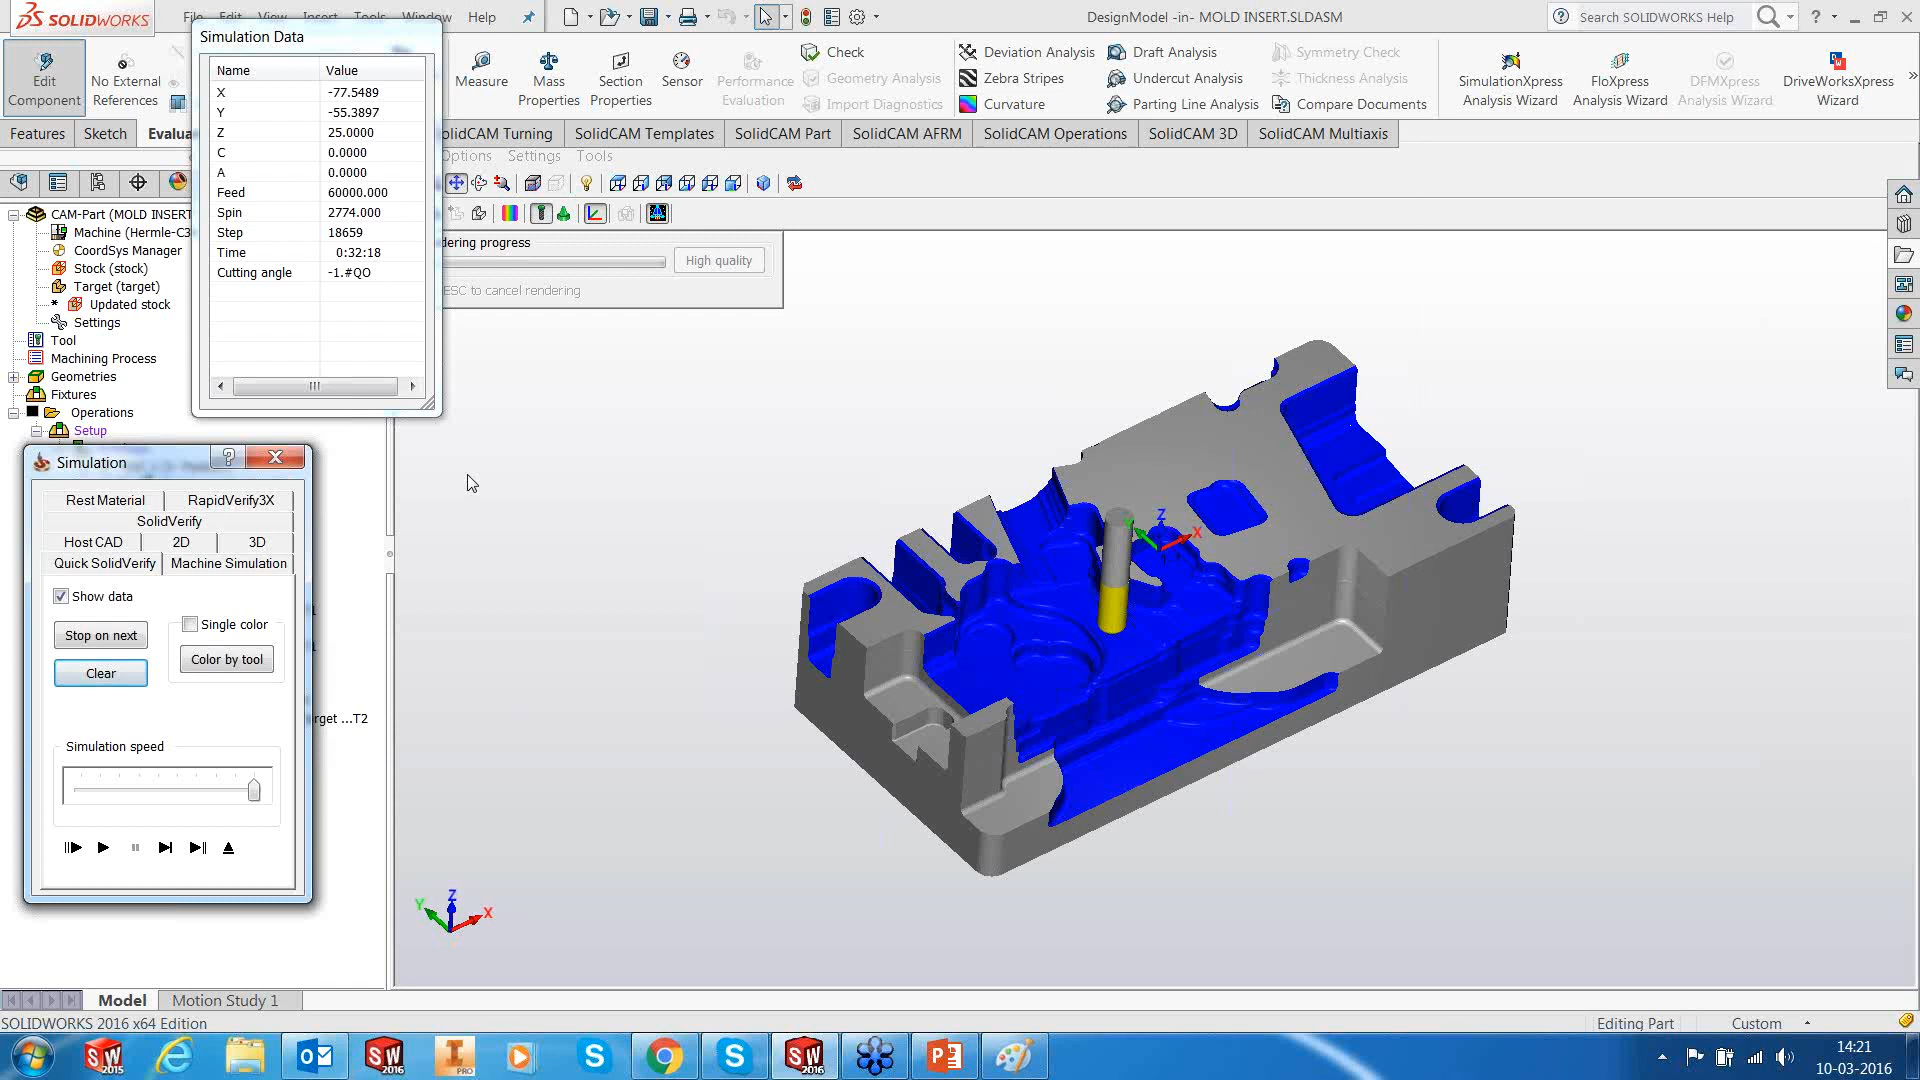 SOLIDWORKS
File Edit View Insert Tools Window Help
DesignModel -in- MOLD INSERT.SLDASM
Search SOLIDWORKS Help
Edit Component
No External References
Measure
Mass Properties
Section Properties
Sensor
Performance Evaluation
Check
Geometry Analysis
Import Diagnostics
Deviation Analysis
Zebra Stripes
Curvature
Draft Analysis
Undercut Analysis
Parting Line Analysis
Symmetry Check
Thickness Analysis
Compare Documents
SimulationXpress Analysis Wizard
FloXpress Analysis Wizard
DFMXpress Analysis Wizard
DriveWorksXpress Wizard
Features Sketch Evalua olidCAM Turning SolidCAM Templates SolidCAM Part SolidCAM AFRM SolidCAM Operations SolidCAM 3D SolidCAM Multiaxis
ptions Settings Tools
Simulation Data
Name Value
X -77.5489
Y -55.3897
Z 25.0000
C 0.0000
A 0.0000
Feed 60000.000
Spin 2774.000
Step 18659
Time 0:32:18
Cutting angle -1.#QO
dering progress
High quality
ESC to cancel rendering
CAM-Part (MOLD INSERT
Machine (Hermle-C3
CoordSys Manager
Stock (stock)
Target (target)
* Updated stock
Settings
Tool
Machining Process
Geometries
Fixtures
Operations
Setup
Simulation
Rest Material RapidVerify3X
SolidVerify
Host CAD 2D 3D
Quick SolidVerify Machine Simulation
Show data
Stop on next
Single color
Clear
Color by tool
rget ...T2
Simulation speed
Z
Y X
Z
Y X
Model Motion Study 1
SOLIDWORKS 2016 x64 Edition
Editing Part Custom
SW 2015
SW 2016
PRO
SW 2016
14:21
10-03-2016